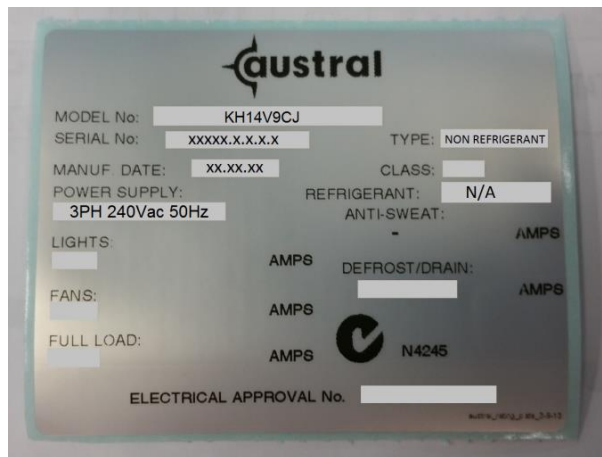 austral
MODEL No: KH14V9CJ
SERIAL No: xxxxx.x.x.x.x TYPE: NON REFRIGERANT
MANUF. DATE: xx.xx.xx CLASS:
POWER SUPPLY: REFRIGERANT: N/A
3PH 240Vac 50Hz ANTI-SWEAT:
- AMPS
LIGHTS:
AMPS DEFROST/DRAIN:
FANS: AMPS
AMPS
FULL LOAD:
N4245
AMPS
ELECTRICAL APPROVAL No.